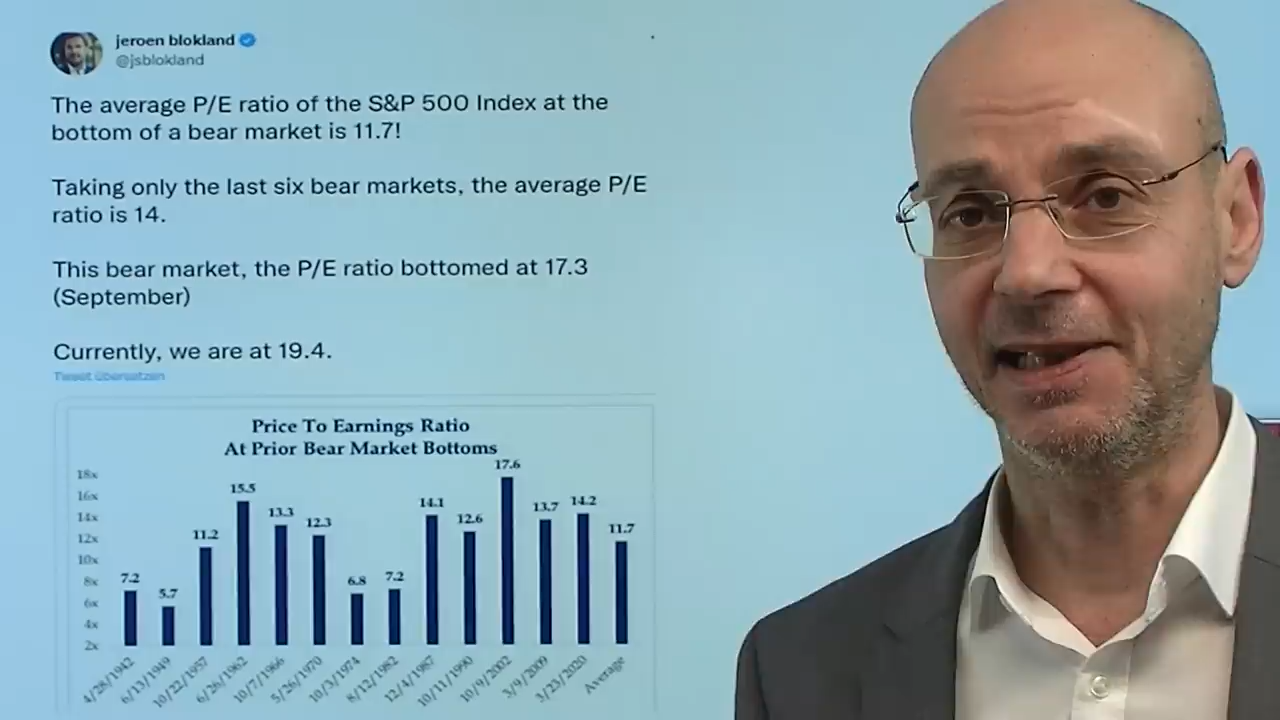 jeroen blokland
@jsblokland
The average P/E ratio of the S&P 500 Index at the
bottom of a bear market is 11.7!
Taking only the last six bear markets, the average P/E
ratio is 14.
This bear market, the P/E ratio bottomed at 17.3
(September)
Currently, we are at 19.4.
Tweet übersetzen
Price To Earnings Ratio
At Prior Bear Market Bottoms
18x
16x
14x
12x
10x
8x
6x
4x
2x
7.2
5.7
11.2
15.5
13.3
12.3
6.8
7.2
14.1
12.6
17.6
13.7
14.2
11.7
4/28/1942
6/13/1949
10/22/1957
6/26/1962
10/7/1966
5/26/1970
10/3/1974
8/12/1982
12/4/1987
10/11/1990
10/9/2002
3/9/2009
3/23/2020
Average